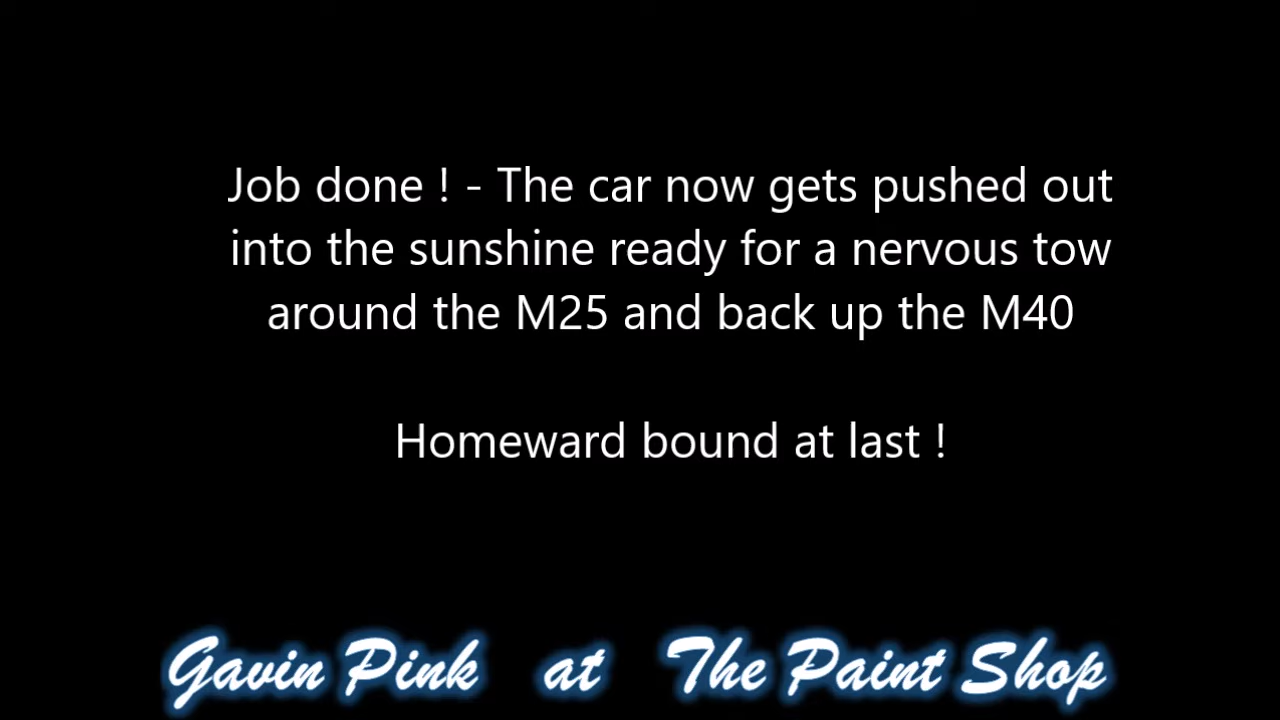 Job done ! - The car now gets pushed out
into the sunshine ready for a nervous tow
around the M25 and back up the M40
Homeward bound at last !
Gavin Pink at The Paint Shop